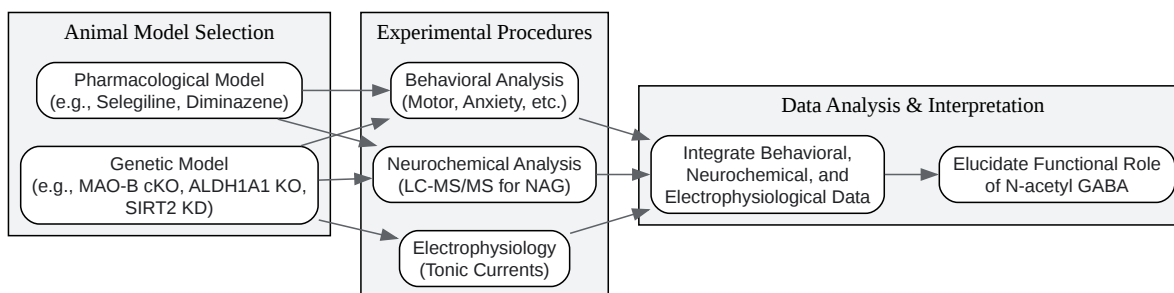 Animal Model Selection
Pharmacological Model
(e.g., Selegiline, Diminazene)
Genetic Model
(e.g., MAO-B cKO, ALDH1A1 KO,
SIRT2 KD)
Experimental Procedures
Behavioral Analysis
(Motor, Anxiety, etc.)
Neurochemical Analysis
(LC-MS/MS for NAG)
Electrophysiology
(Tonic Currents)
Data Analysis & Interpretation
Integrate Behavioral,
Neurochemical, and
Electrophysiological Data
Elucidate Functional Role
of N-acetyl GABA